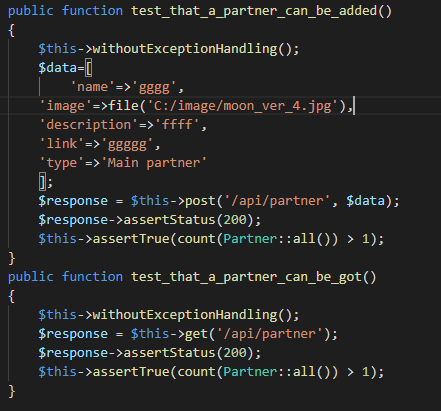 public function test_that_a_partner_can_be_added()
{
$this->withoutExceptionHandling();
$data=[
'name'=>'gggg',
'image'=>file('C:/image/moon_ver_4.jpg'),
'description'=>'ffff',
'link'=>'ggggg',
'type'=>'Main partner'
];
$response = $this->post('/api/partner', $data);
$response->assertStatus(200);
$this->assertTrue(count(Partner::all()) > 1);
}
public function test_that_a_partner_can_be_got()
{
$this->withoutExceptionHandling();
$response = $this->get('/api/partner');
$response->assertStatus(200);
$this->assertTrue(count(Partner::all()) > 1);
}